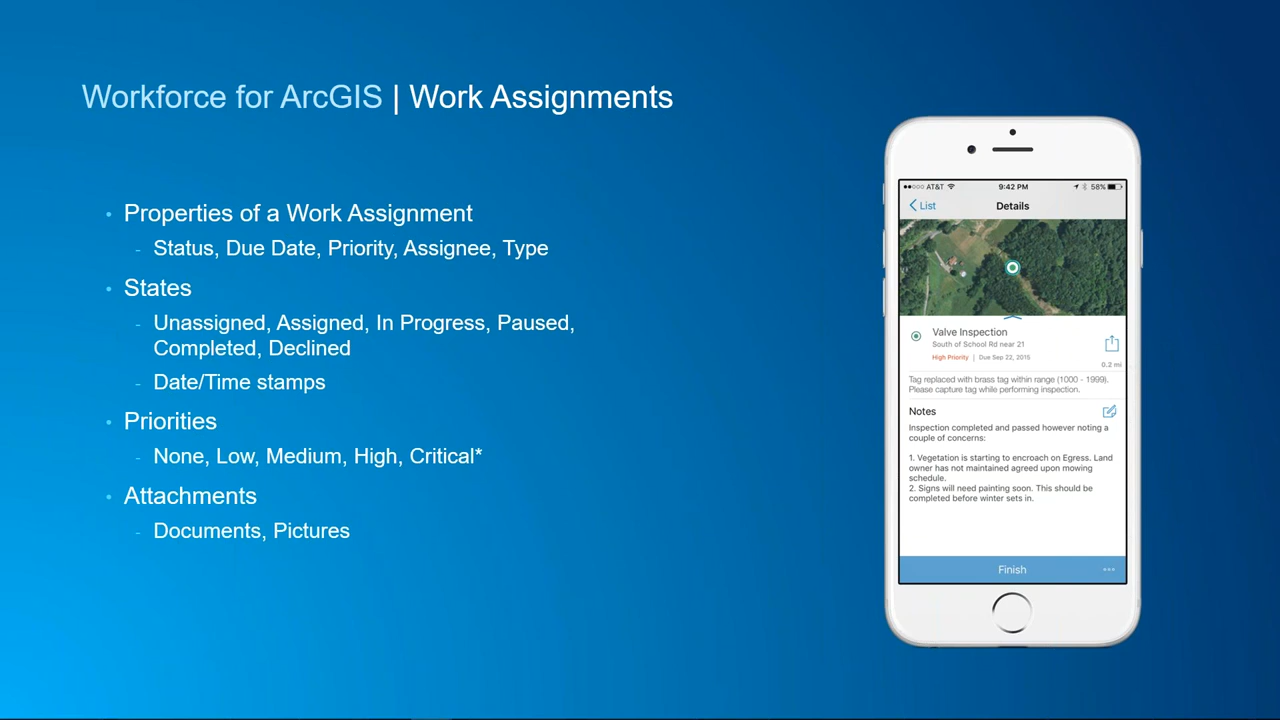 Workforce for ArcGIS | Work Assignments
• Properties of a Work Assignment
- Status, Due Date, Priority, Assignee, Type
• States
- Unassigned, Assigned, In Progress, Paused,
Completed, Declined
- Date/Time stamps
• Priorities
- None, Low, Medium, High, Critical*
• Attachments
- Documents, Pictures
AT&T 9:42 PM 58%
List Details
Valve Inspection
South of School Rd near 21
High Priority | Due Sep 22, 2015
0.2 mi
Tag replaced with brass tag within range (1000 - 1999).
Please capture tag while performing inspection.
Notes
Inspection completed and passed however noting a
couple of concerns:
1. Vegetation is starting to encroach on Egress. Land
owner has not maintained agreed upon mowing
schedule.
2. Signs will need painting soon. This should be
completed before winter sets in.
Finish